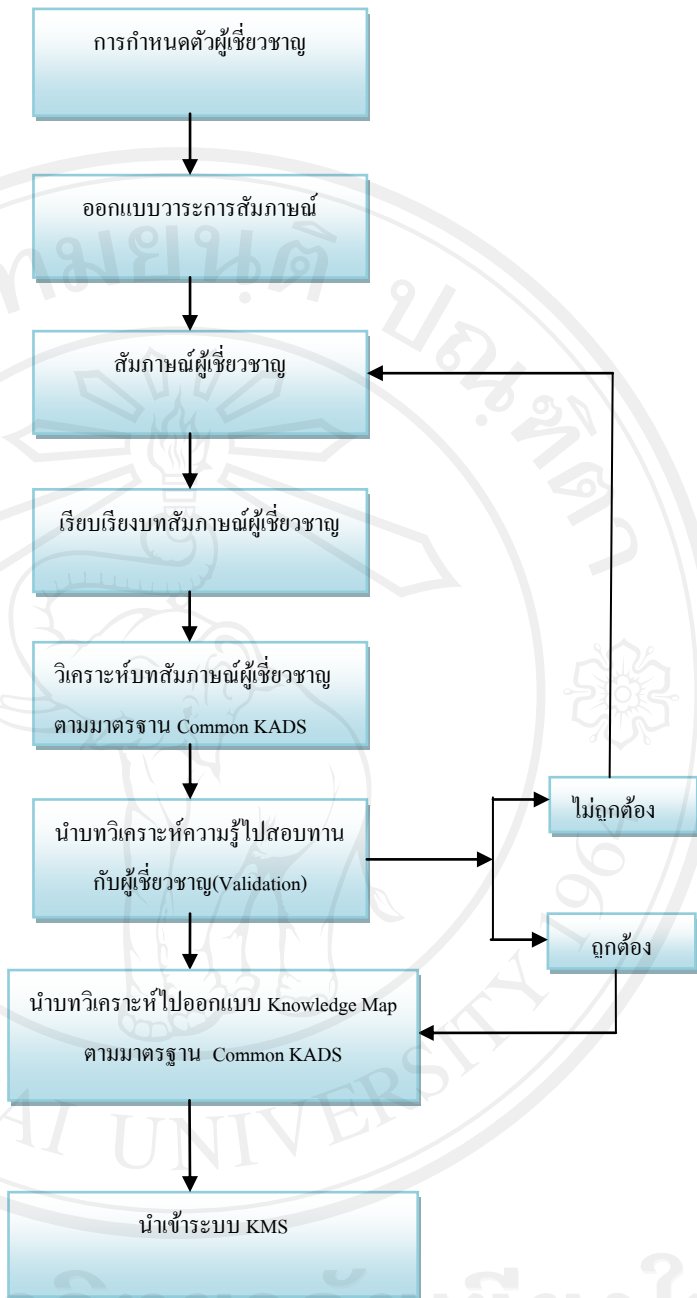 การกำหนดตัวผู้เชี่ยวชาญ
ออกแบบวาระการสัมภาษณ์
สัมภาษณ์ผู้เชี่ยวชาญ
เรียบเรียงบทสัมภาษณ์ผู้เชี่ยวชาญ
วิเคราะห์บทสัมภาษณ์ผู้เชี่ยวชาญ
ตามมาตรฐาน Common KADS
นำบทวิเคราะห์ความรู้ไปสอบทาน
กับผู้เชี่ยวชาญ(Validation)
ไม่ถูกต้อง
ถูกต้อง
นำบทวิเคราะห์ไปออกแบบ Knowledge Map
ตามมาตรฐาน Common KADS
นำเข้าระบบ KMS
UNIVERSITY